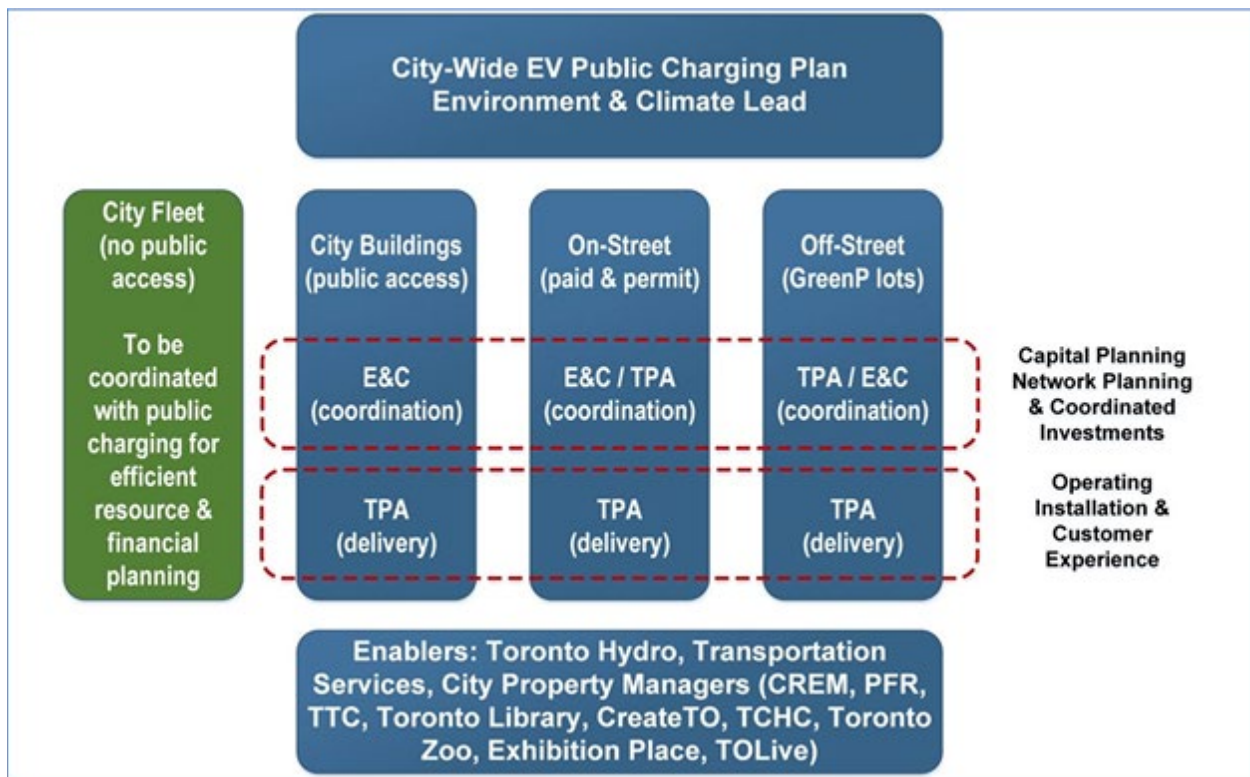 City-Wide EV Public Charging Plan
Environment & Climate Lead
City Fleet
(no public
access)
To be
coordinated
with public
charging for
efficient
resource &
financial
planning
City Buildings
(public access)
On-Street
(paid & permit)
Off-Street
(GreenP lots)
E&C
(coordination)
E&C / TPA
(coordination)
TPA / E&C
(coordination)
Capital Planning
Network Planning
& Coordinated
Investments
TPA
(delivery)
TPA
(delivery)
TPA
(delivery)
Operating
Installation &
Customer
Experience
Enablers: Toronto Hydro, Transportation
Services, City Property Managers (CREM, PFR,
TTC, Toronto Library, CreateTO, TCHC, Toronto
Zoo, Exhibition Place, TOLive)